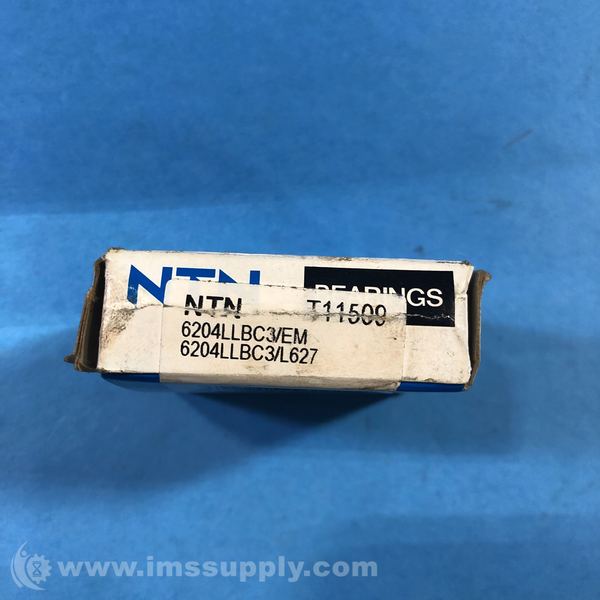 NTN BEARINGS
NTN T11509
6204LLBC3/EM
6204LLBC3/L627
www.imssupply.com